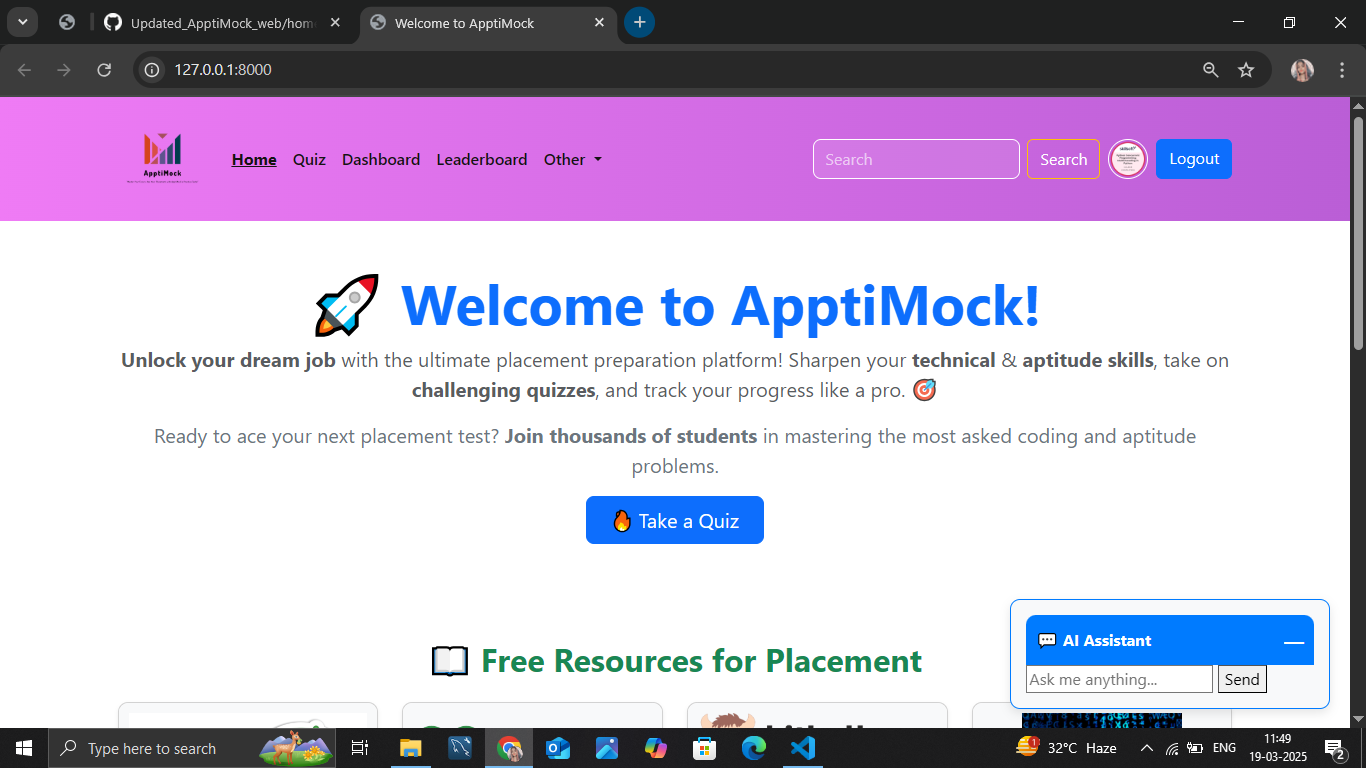 Updated_ApptiMock_web/hom
Welcome to ApptiMock
127.0.0.1:8000
ApptiMock
Home Quiz Dashboard Leaderboard Other
Search Search Logout
🚀 Welcome to ApptiMock!
Unlock your dream job with the ultimate placement preparation platform! Sharpen your technical & aptitude skills, take on
challenging quizzes, and track your progress like a pro. 🎯
Ready to ace your next placement test? Join thousands of students in mastering the most asked coding and aptitude
problems.
🔥 Take a Quiz
📖 Free Resources for Placement
💬 AI Assistant
Ask me anything... Send
Type here to search
1
32°C Haze
ENG
11:49
19-03-2025
2